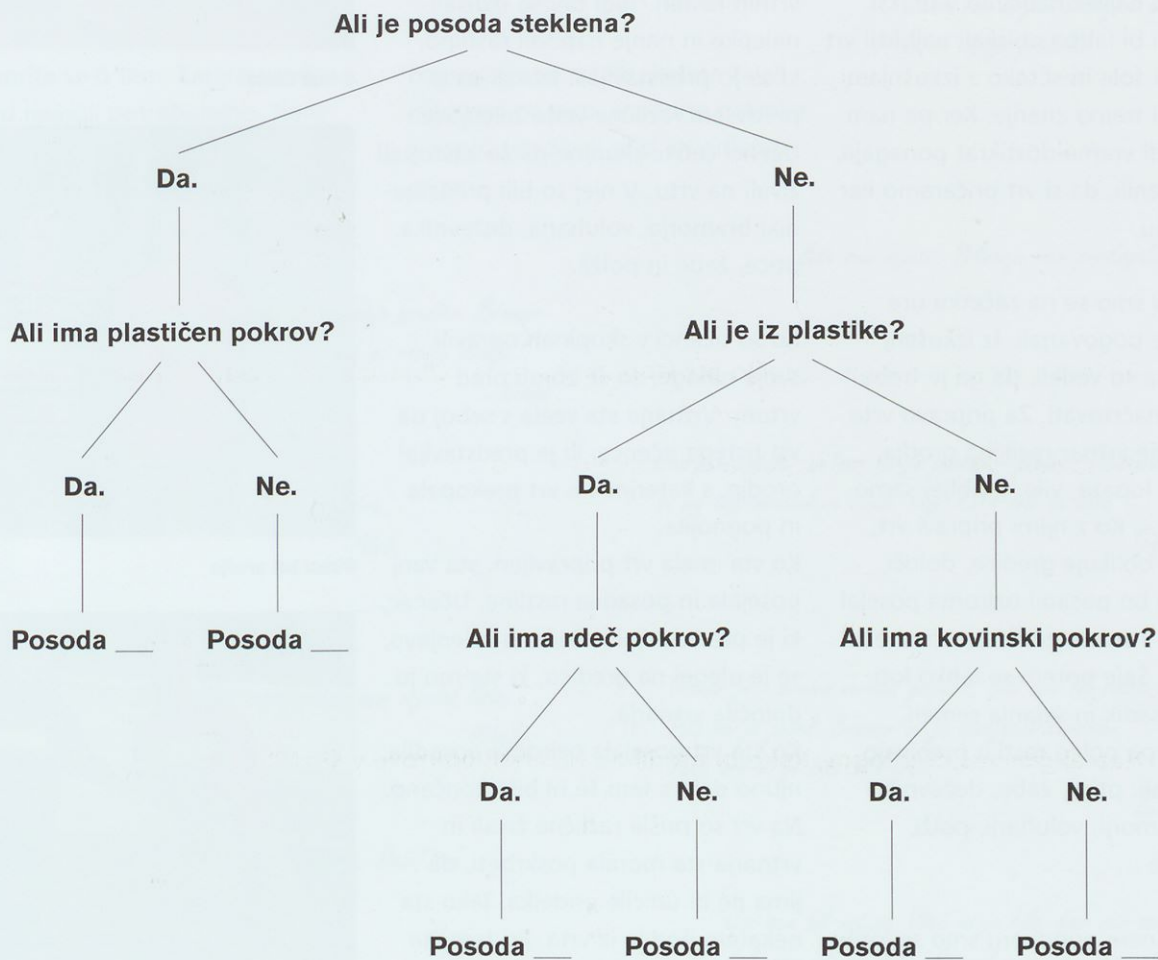 Ali je posoda steklena?
Da.
Ne.
Ali ima plastičen pokrov?
Ali je iz plastike?
Da.
Ne.
Da.
Ne.
Posoda ___
Posoda ___
Ali ima rdeč pokrov?
Ali ima kovinski pokrov?
Da.
Ne.
Da.
Ne.
Posoda ___
Posoda ___
Posoda ___
Posoda ___